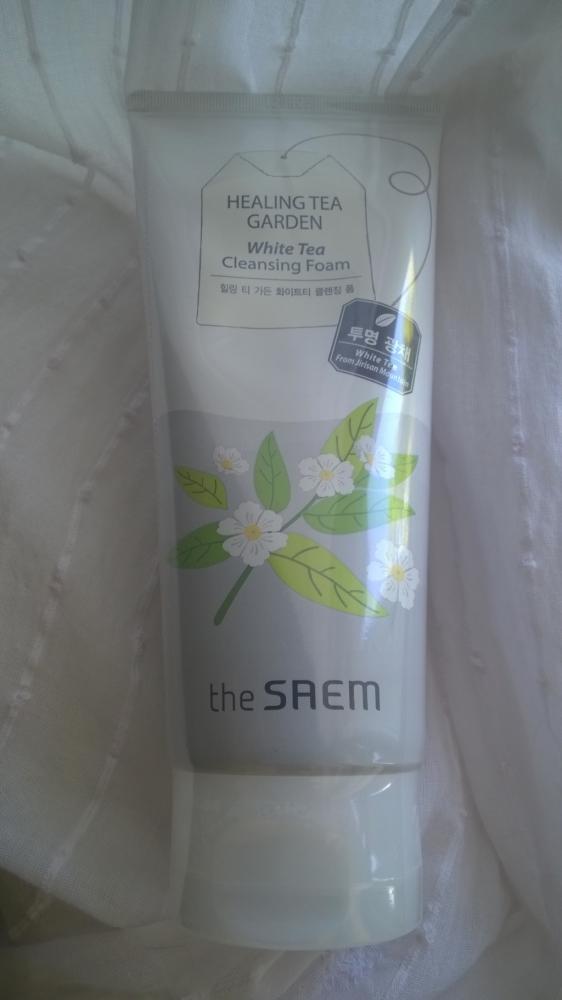 HEALING TEA
GARDEN
White Tea
Cleansing Foam
힐링 티 가든 화이트티 클렌징 폼
투명 광채
White Tea
From Jirisan Mountain
the SAEM